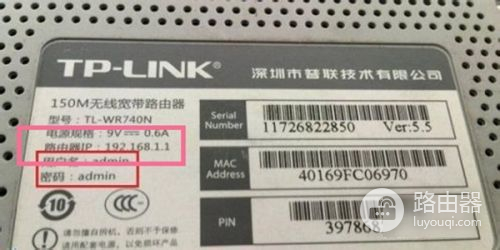 TP-LINK
深圳市普联技术有限公司
150M无线宽带路由器
型号：TL-WR740N
电源规格：9V⎓0.6A
路由器IP：192.168.1.1
用户名：admin
密码：admin
Serial Number
11726822850 Ver:5.5
MAC Address
40169FC06970
PIN
10
CCC
路由器
luyouqi.com